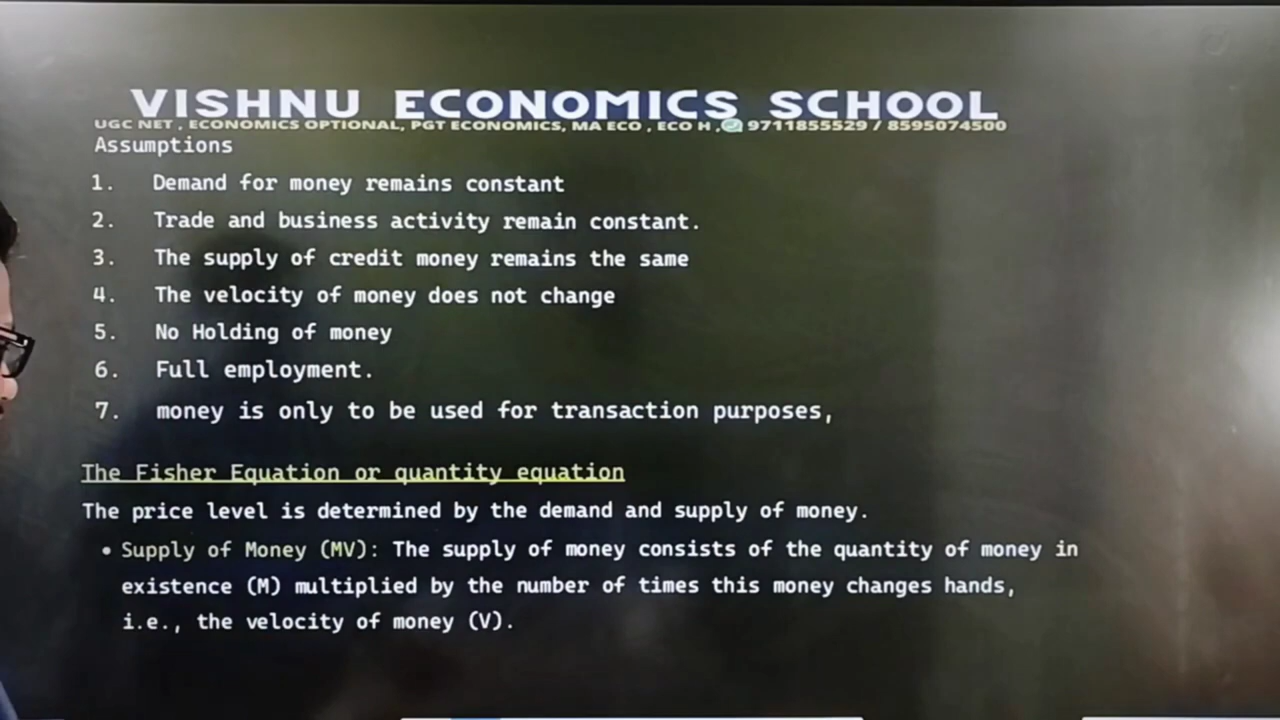 VISHNU ECONOMICS SCHOOL
UGC NET , ECONOMICS OPTIONAL, PGT ECONOMICS, MA ECO , ECO H , 9711855529 / 8595074500
Assumptions
1. Demand for money remains constant
2. Trade and business activity remain constant.
3. The supply of credit money remains the same
4. The velocity of money does not change
5. No Holding of money
6. Full employment.
7. money is only to be used for transaction purposes,
The Fisher Equation or quantity equation
The price level is determined by the demand and supply of money.
• Supply of Money (MV): The supply of money consists of the quantity of money in
existence (M) multiplied by the number of times this money changes hands,
i.e., the velocity of money (V).